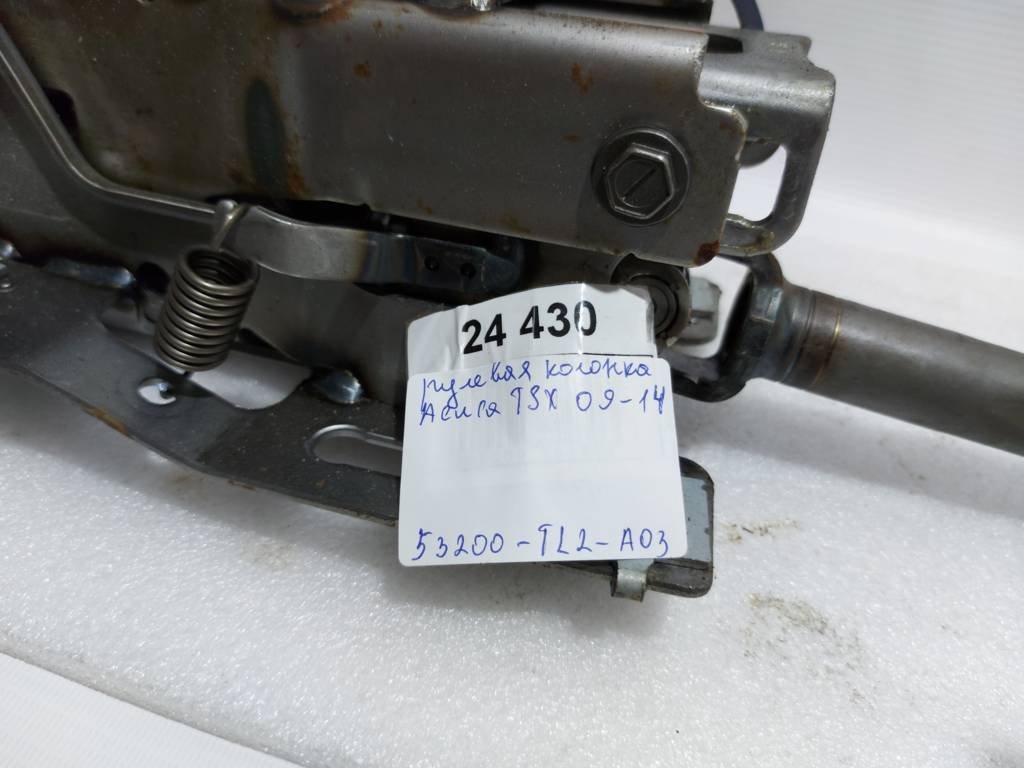 24 430
рулевая колонка
Acura TSX 09-14
53200-TL2-A03